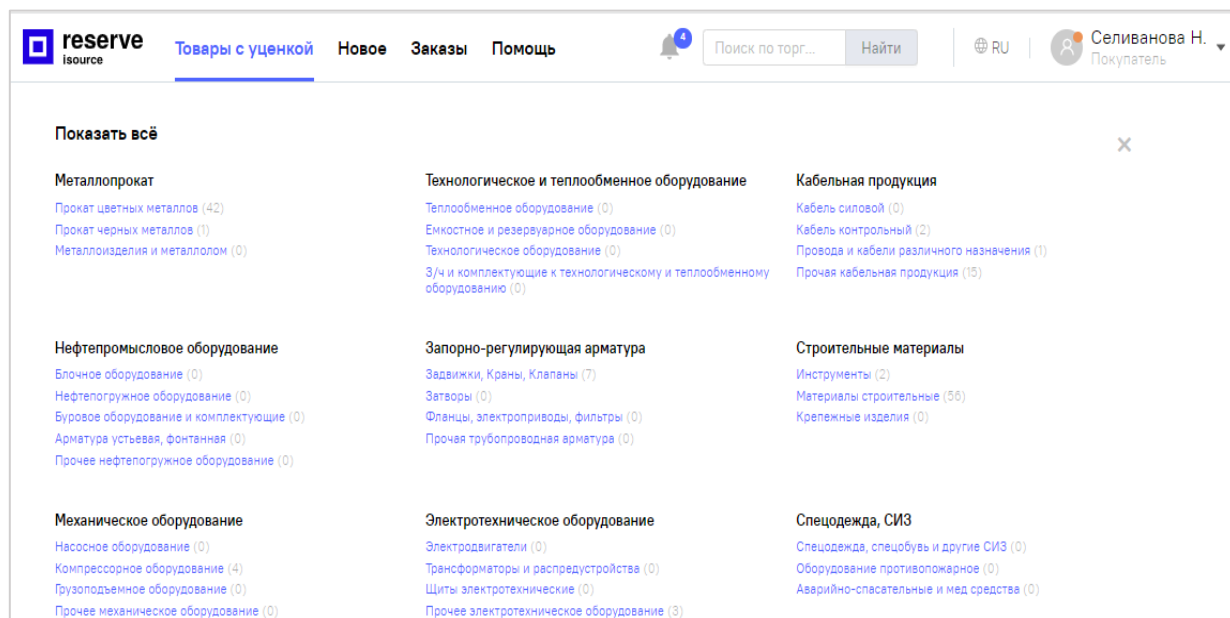 reserve
isource
Товары с уценкой Новое Заказы Помощь
4
Поиск по торг... Найти
RU
Селиванова Н.
Покупатель
Показать всё
Металлопрокат
Прокат цветных металлов (42)
Прокат черных металлов (1)
Металлоизделия и металлолом (0)
Технологическое и теплообменное оборудование
Теплообменное оборудование (0)
Емкостное и резервуарное оборудование (0)
Технологическое оборудование (0)
З/ч и комплектующие к технологическому и теплообменному
оборудованию (0)
Кабельная продукция
Кабель силовой (0)
Кабель контрольный (2)
Провода и кабели различного назначения (1)
Прочая кабельная продукция (15)
Нефтепромысловое оборудование
Блочное оборудование (0)
Нефтепогружное оборудование (0)
Буровое оборудование и комплектующие (0)
Арматура устьевая, фонтанная (0)
Прочее нефтепогружное оборудование (0)
Запорно-регулирующая арматура
Задвижки, Краны, Клапаны (7)
Затворы (0)
Фланцы, электроприводы, фильтры (0)
Прочая трубопроводная арматура (0)
Строительные материалы
Инструменты (2)
Материалы строительные (56)
Крепежные изделия (0)
Механическое оборудование
Насосное оборудование (0)
Компрессорное оборудование (4)
Грузоподъемное оборудование (0)
Прочее механическое оборудование (0)
Электротехническое оборудование
Электродвигатели (0)
Трансформаторы и распредустройства (0)
Щиты электротехнические (0)
Прочее электротехническое оборудование (3)
Спецодежда, СИЗ
Спецодежда, спецобувь и другие СИЗ (0)
Оборудование противопожарное (0)
Аварийно-спасательные и мед средства (0)